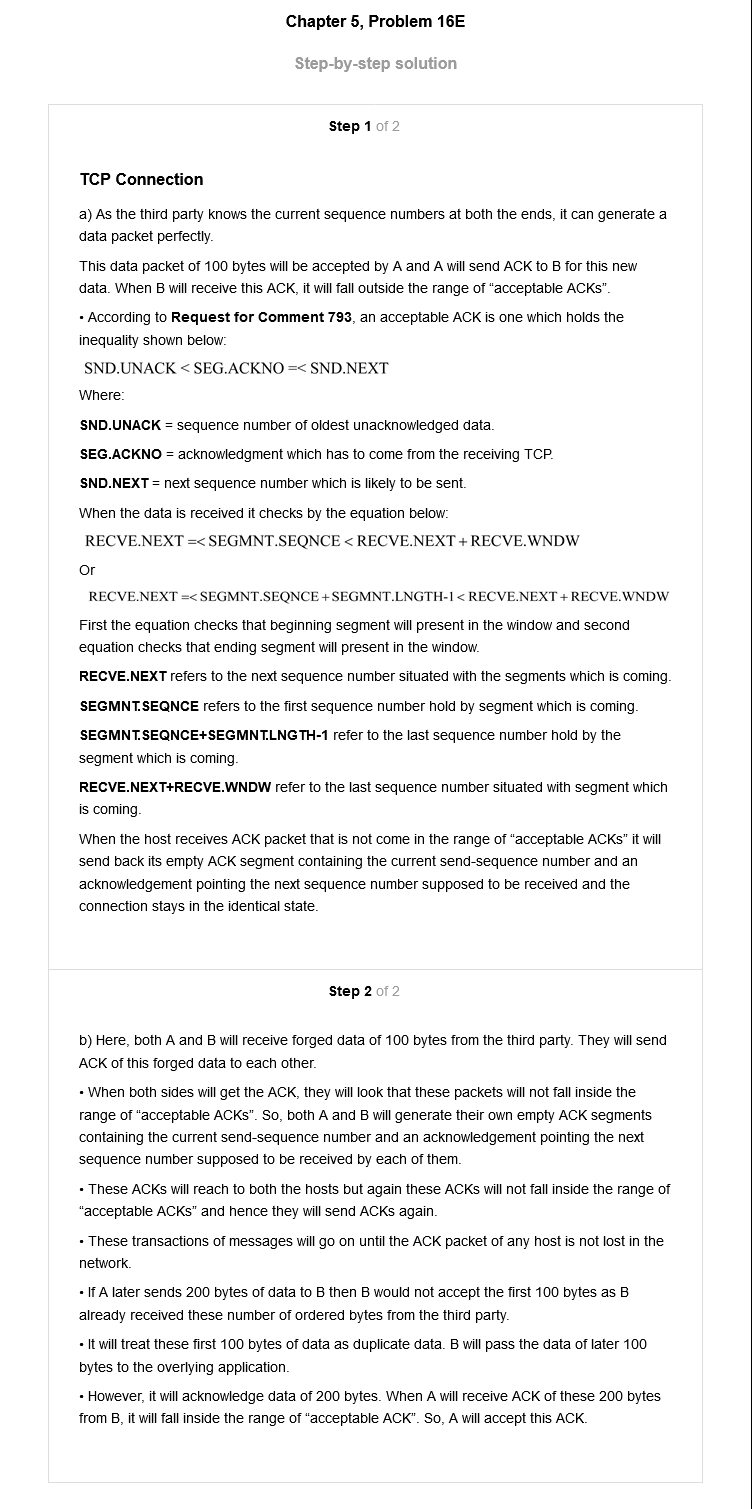 Chapter 5, Problem 16E
Step-by-step solution
Step 1 of 2
TCP Connection
a) As the third party knows the current sequence numbers at both the ends, it can generate a
data packet perfectly.
This data packet of 100 bytes will be accepted by A and A will send ACK to B for this new
data. When B will receive this ACK, it will fall outside the range of “acceptable ACKs”.
• According to Request for Comment 793, an acceptable ACK is one which holds the
inequality shown below:
SND.UNACK < SEG.ACKNO =< SND.NEXT
Where:
SND.UNACK = sequence number of oldest unacknowledged data.
SEG.ACKNO = acknowledgment which has to come from the receiving TCP.
SND.NEXT = next sequence number which is likely to be sent.
When the data is received it checks by the equation below:
RECVE.NEXT =< SEGMNT.SEQNCE < RECVE.NEXT + RECVE.WNDW
Or
RECVE.NEXT =< SEGMNT.SEQNCE + SEGMNT.LNGTH-1 < RECVE.NEXT + RECVE.WNDW
First the equation checks that beginning segment will present in the window and second
equation checks that ending segment will present in the window.
RECVE.NEXT refers to the next sequence number situated with the segments which is coming.
SEGMNT.SEQNCE refers to the first sequence number hold by segment which is coming.
SEGMNT.SEQNCE+SEGMNT.LNGTH-1 refer to the last sequence number hold by the
segment which is coming.
RECVE.NEXT+RECVE.WNDW refer to the last sequence number situated with segment which
is coming.
When the host receives ACK packet that is not come in the range of “acceptable ACKs” it will
send back its empty ACK segment containing the current send-sequence number and an
acknowledgement pointing the next sequence number supposed to be received and the
connection stays in the identical state.
Step 2 of 2
b) Here, both A and B will receive forged data of 100 bytes from the third party. They will send
ACK of this forged data to each other.
• When both sides will get the ACK, they will look that these packets will not fall inside the
range of “acceptable ACKs”. So, both A and B will generate their own empty ACK segments
containing the current send-sequence number and an acknowledgement pointing the next
sequence number supposed to be received by each of them.
• These ACKs will reach to both the hosts but again these ACKs will not fall inside the range of
“acceptable ACKs” and hence they will send ACKs again.
• These transactions of messages will go on until the ACK packet of any host is not lost in the
network.
• If A later sends 200 bytes of data to B then B would not accept the first 100 bytes as B
already received these number of ordered bytes from the third party.
• It will treat these first 100 bytes of data as duplicate data. B will pass the data of later 100
bytes to the overlying application.
• However, it will acknowledge data of 200 bytes. When A will receive ACK of these 200 bytes
from B, it will fall inside the range of “acceptable ACK”. So, A will accept this ACK.